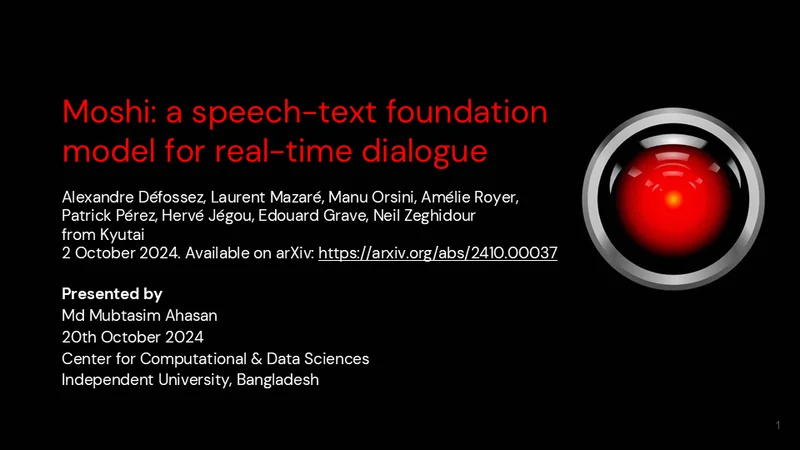 Moshi: a speech-text foundation
model for real-time dialogue
Alexandre Défossez, Laurent Mazaré, Manu Orsini, Amélie Royer,
Patrick Pérez, Hervé Jégou, Edouard Grave, Neil Zeghidour
from Kyutai
2 October 2024. Available on arXiv: https://arxiv.org/abs/2410.00037
Presented by
Md Mubtasim Ahasan
20th October 2024
Center for Computational & Data Sciences
Independent University, Bangladesh
1